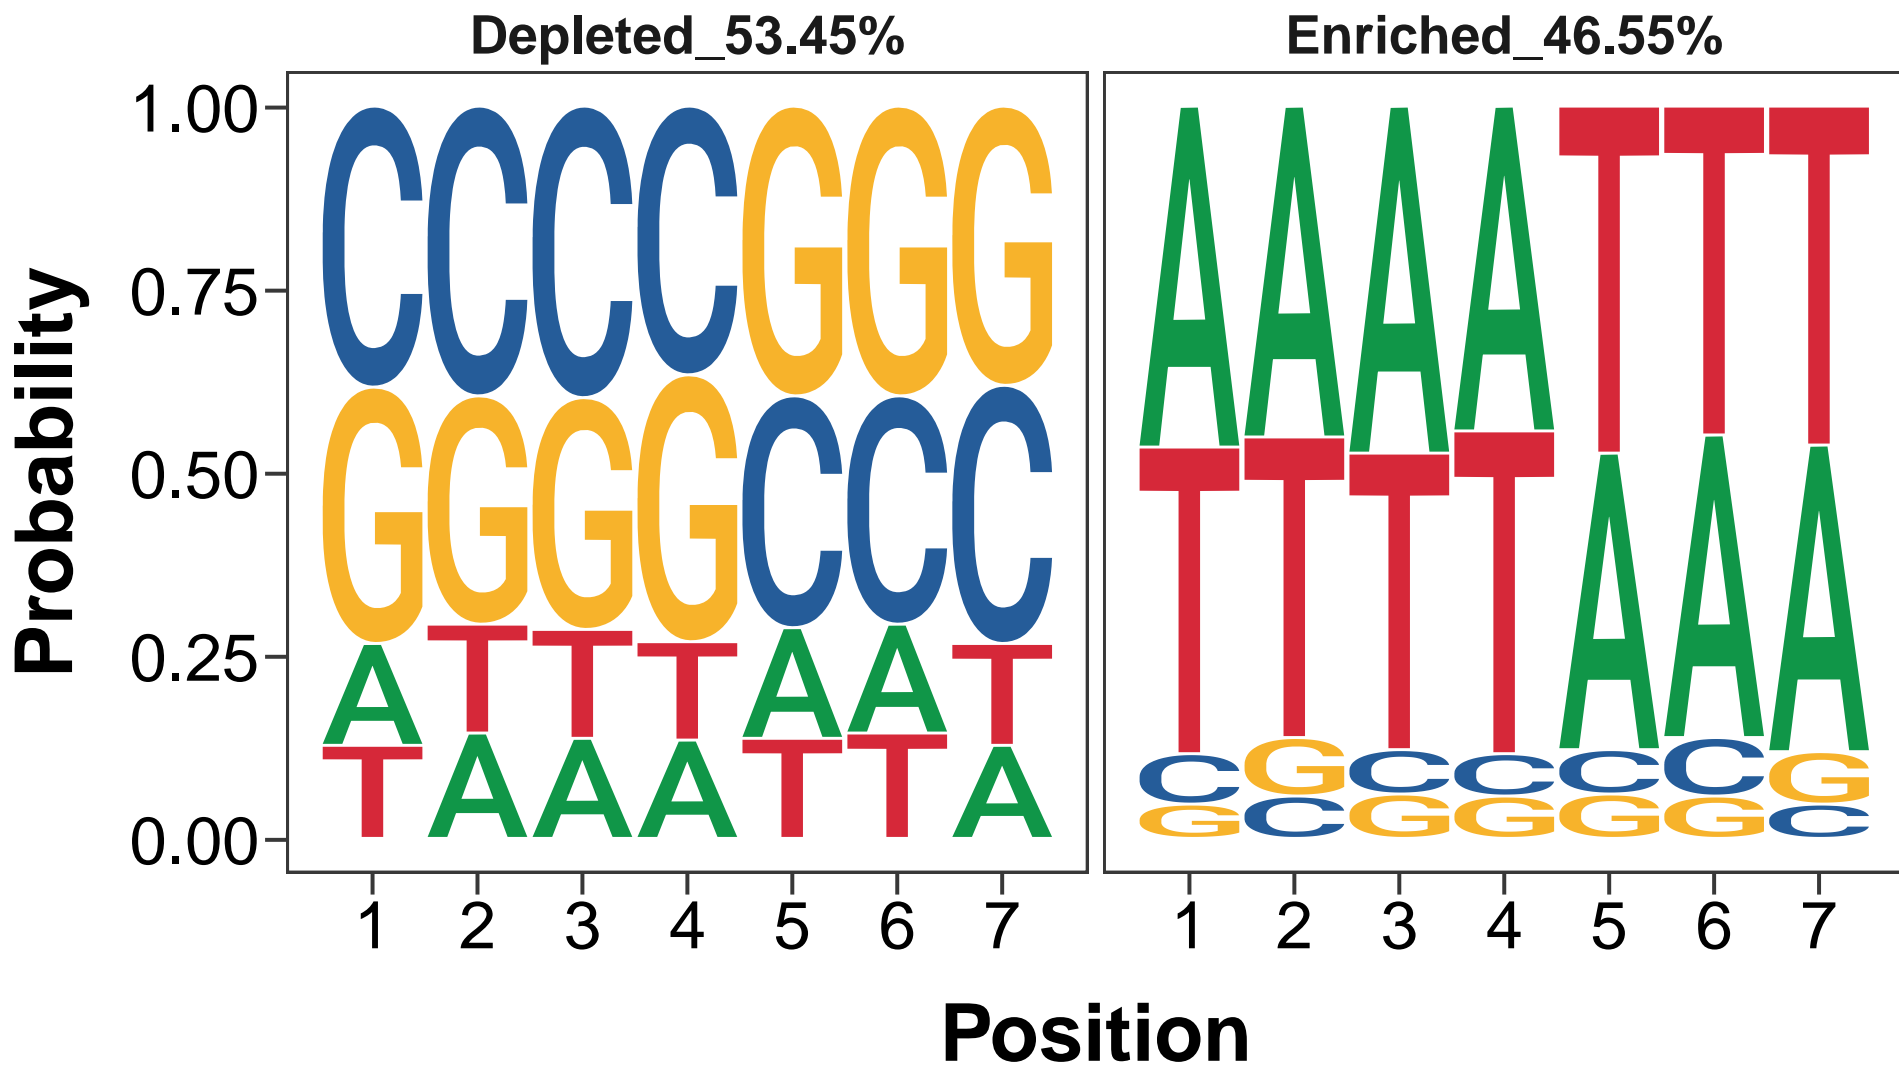 Depleted_53.45% Enriched_46.55%
Probability
1.00
0.75
0.50
0.25
0.00
C C C C G G G
G G G G C C C
A T T T A A T
T A A A T T A
A A A A T T T
T T T T A A A
C G C C C C G
G C G G G G C
1 2 3 4 5 6 7
1 2 3 4 5 6 7
Position